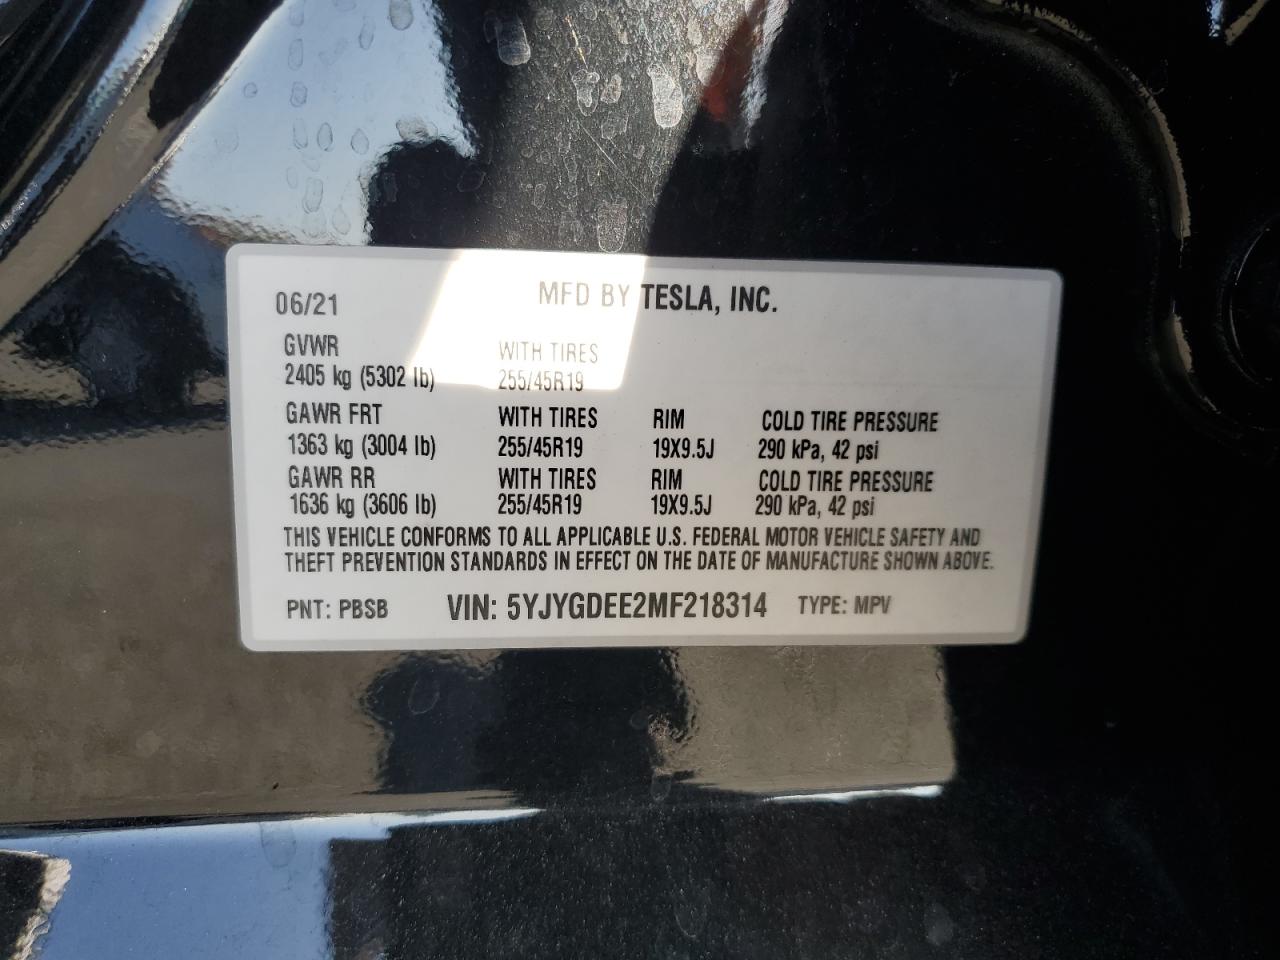 06/21 MFD BY TESLA, INC.
GVWR WITH TIRES
2405 kg (5302 lb) 255/45R19
GAWR FRT WITH TIRES RIM COLD TIRE PRESSURE
1363 kg (3004 lb) 255/45R19 19X9.5J 290 kPa, 42 psi
GAWR RR WITH TIRES RIM COLD TIRE PRESSURE
1636 kg (3606 lb) 255/45R19 19X9.5J 290 kPa, 42 psi
THIS VEHICLE CONFORMS TO ALL APPLICABLE U.S. FEDERAL MOTOR VEHICLE SAFETY AND
THEFT PREVENTION STANDARDS IN EFFECT ON THE DATE OF MANUFACTURE SHOWN ABOVE.
PNT: PBSB VIN: 5YJYGDEE2MF218314 TYPE: MPV